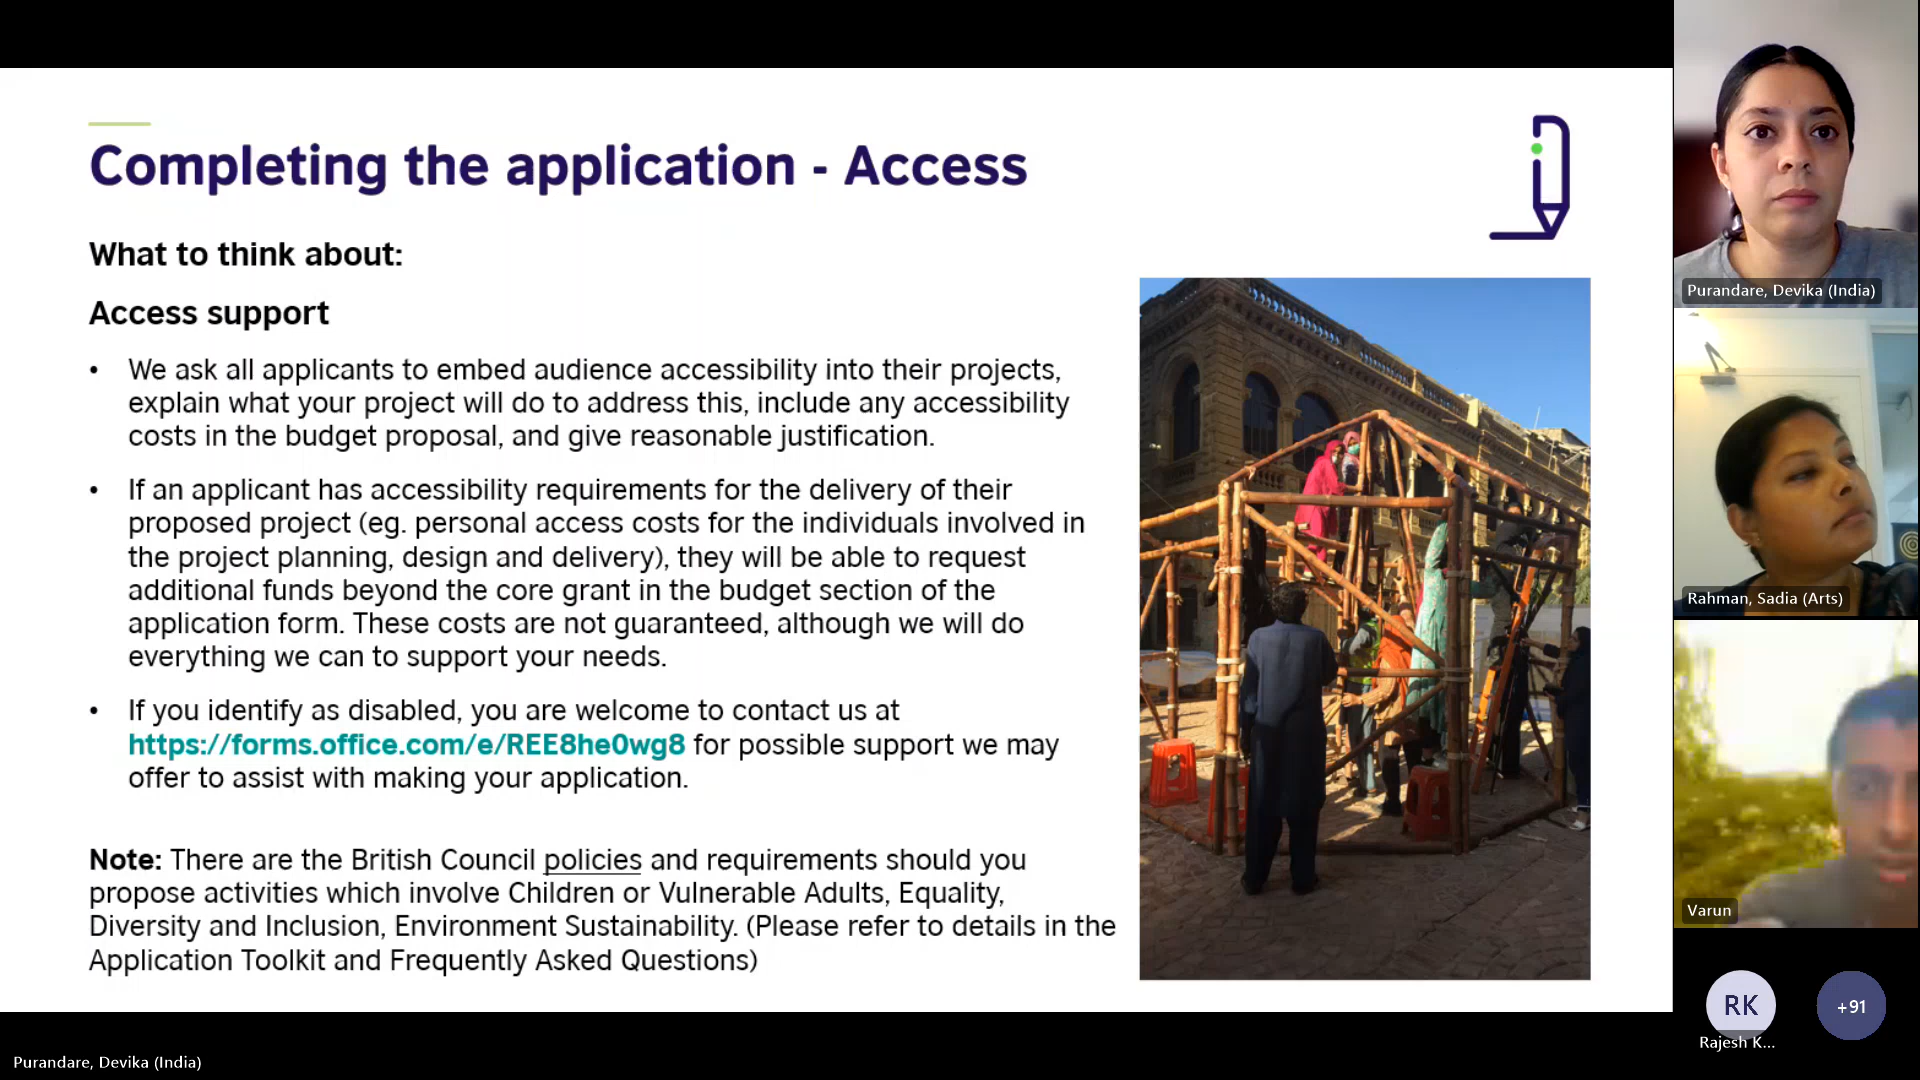 Completing the application - Access
What to think about:
Access support
• We ask all applicants to embed audience accessibility into their projects,
explain what your project will do to address this, include any accessibility
costs in the budget proposal, and give reasonable justification.
• If an applicant has accessibility requirements for the delivery of their
proposed project (eg. personal access costs for the individuals involved in
the project planning, design and delivery), they will be able to request
additional funds beyond the core grant in the budget section of the
application form. These costs are not guaranteed, although we will do
everything we can to support your needs.
• If you identify as disabled, you are welcome to contact us at
https://forms.office.com/e/REE8he0wg8 for possible support we may
offer to assist with making your application.
Note: There are the British Council policies and requirements should you
propose activities which involve Children or Vulnerable Adults, Equality,
Diversity and Inclusion, Environment Sustainability. (Please refer to details in the
Application Toolkit and Frequently Asked Questions)
Purandare, Devika (India)
Rahman, Sadia (Arts)
Varun
RK
+91
Rajesh K...
Purandare, Devika (India)